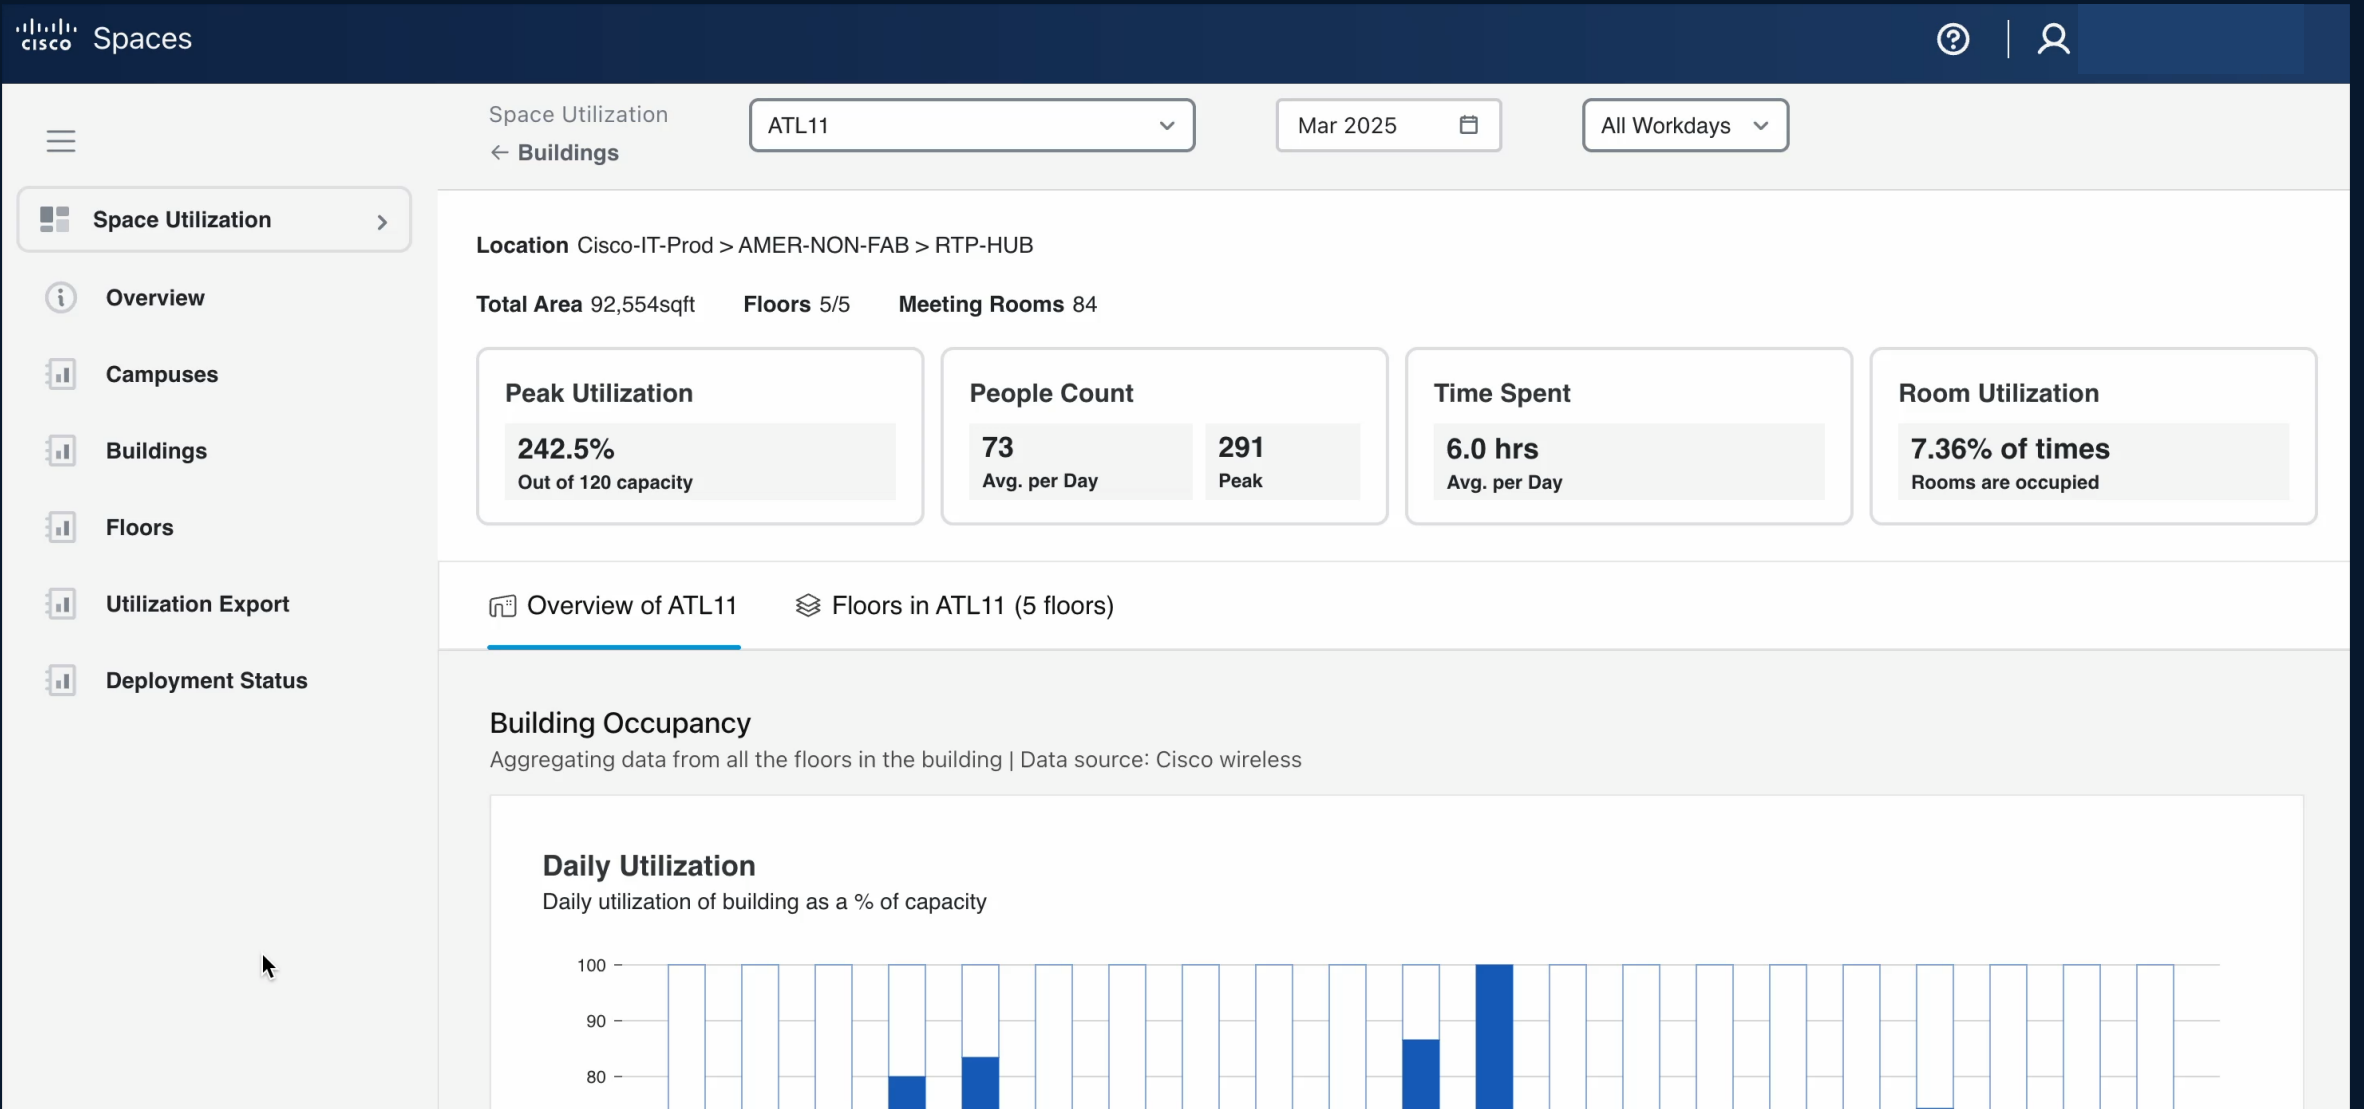 cisco Spaces
Space Utilization
← Buildings
ATL11
Mar 2025
All Workdays
Space Utilization
Overview
Campuses
Buildings
Floors
Utilization Export
Deployment Status
Location Cisco-IT-Prod > AMER-NON-FAB > RTP-HUB
Total Area 92,554sqft Floors 5/5 Meeting Rooms 84
Peak Utilization
242.5%
Out of 120 capacity
People Count
73
Avg. per Day
291
Peak
Time Spent
6.0 hrs
Avg. per Day
Room Utilization
7.36% of times
Rooms are occupied
Overview of ATL11
Floors in ATL11 (5 floors)
Building Occupancy
Aggregating data from all the floors in the building | Data source: Cisco wireless
Daily Utilization
Daily utilization of building as a % of capacity
100
90
80